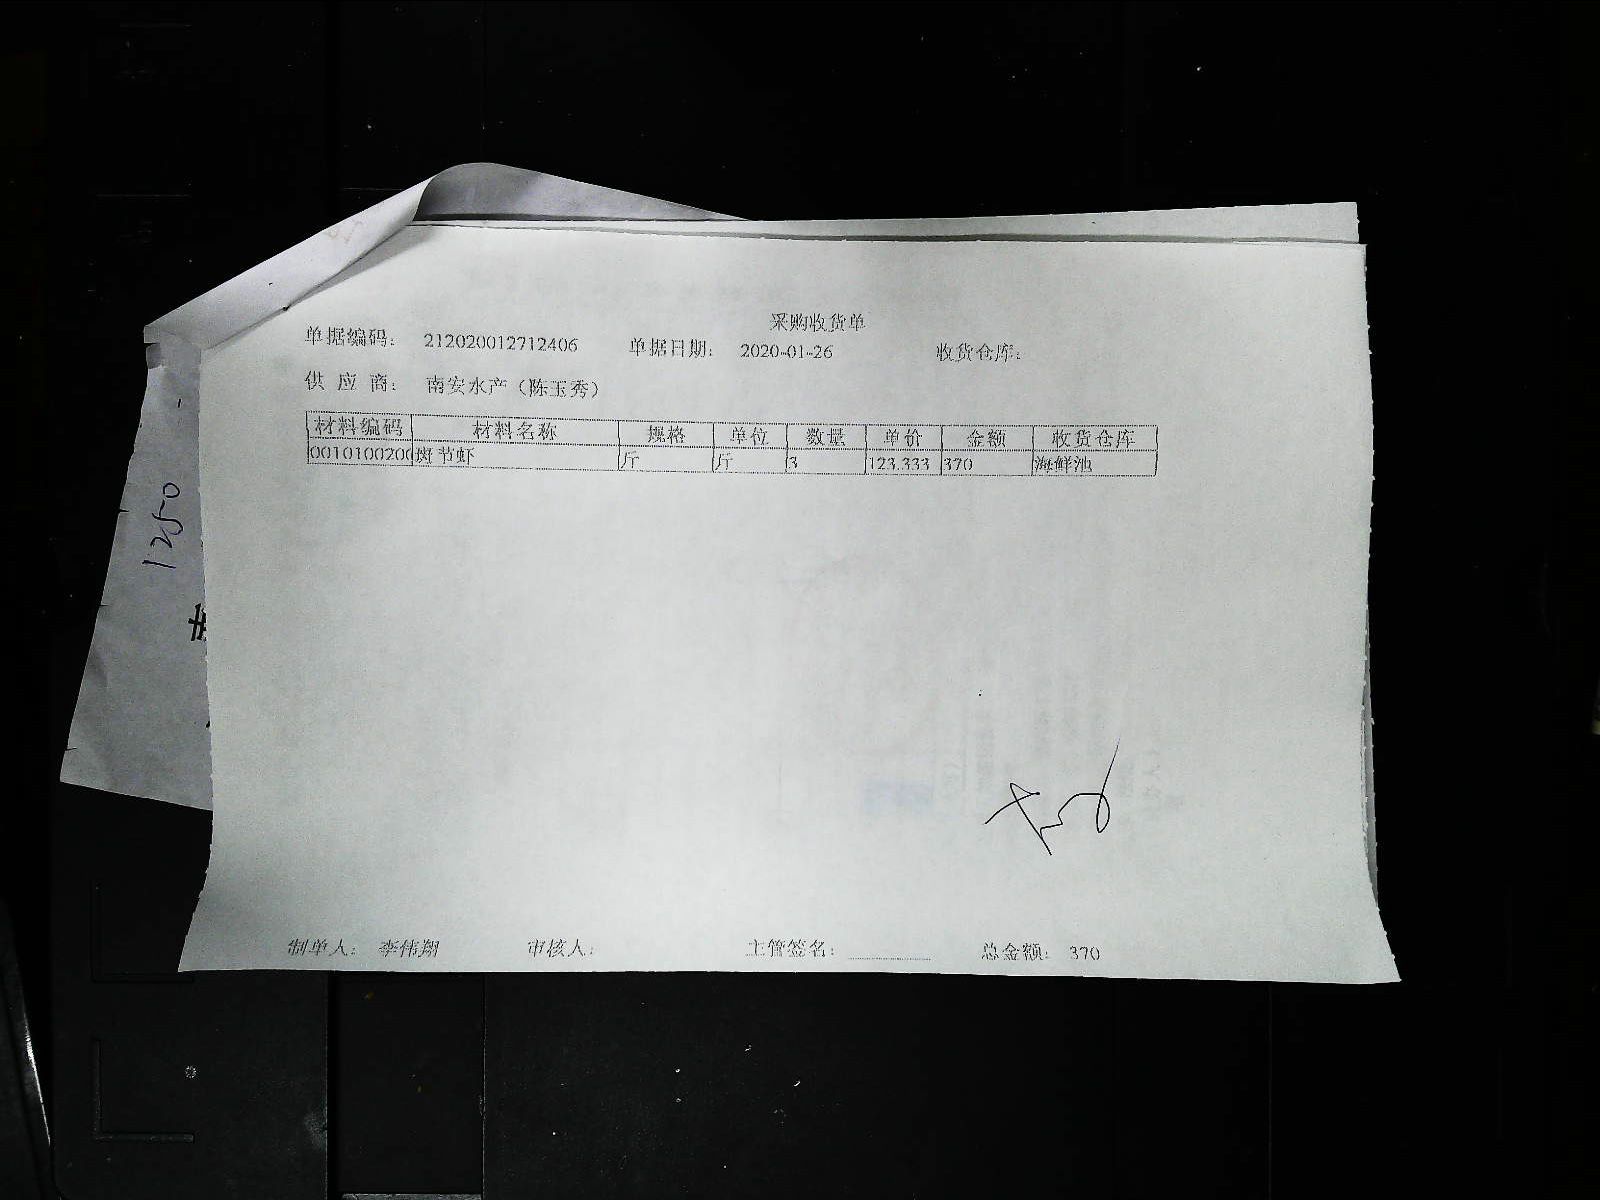 采购收货单
单据编码： 212020012712406 单据日期： 2020-01-26 收货仓库：
供 应 商： 南安水产（陈玉秀）
材料编码 材料名称 规格 单位 数量 单价 金额 收货仓库
0010100200 斑节虾 斤 斤 3 123.333 370 海鲜池
1250
制单人： 李伟翔 审核人： 主管签名： 总金额： 370